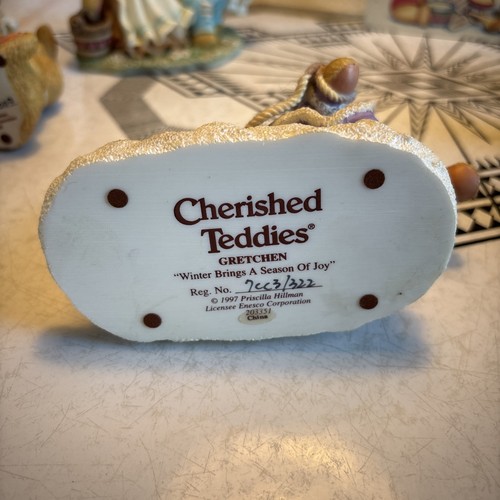 Cherished
Teddies®
GRETCHEN
"Winter Brings A Season Of Joy"
Reg. No. 7CC3/322
© 1997 Priscilla Hillman
Licensee Enesco Corporation
203351
China